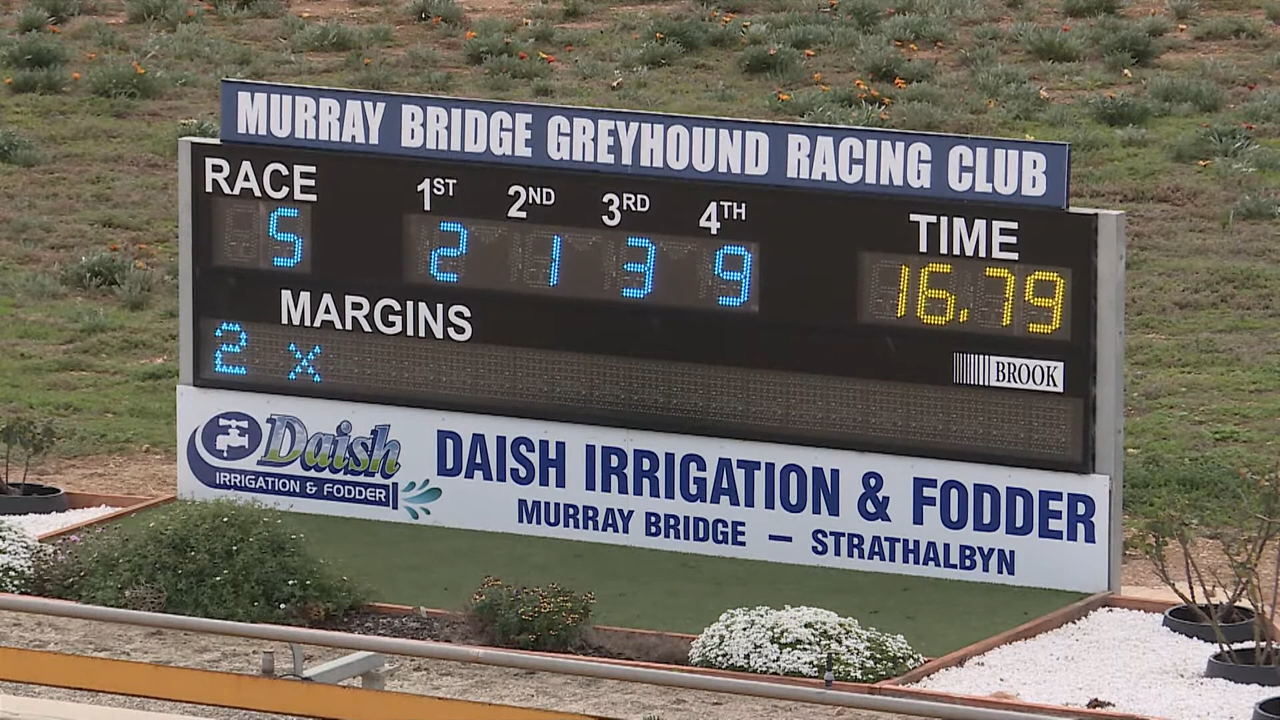 MURRAY BRIDGE GREYHOUND RACING CLUB
RACE 1ST 2ND 3RD 4TH TIME
5 2 1 3 9 16.79
MARGINS
2 x
BROOK
Daish
IRRIGATION & FODDER
DAISH IRRIGATION & FODDER
MURRAY BRIDGE – STRATHALBYN